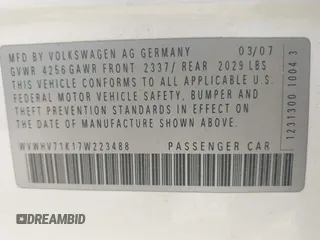 MFD BY VOLKSWAGEN AG GERMANY 03/07
GVWR 4256 GAWR FRONT 2337/ REAR 2029 LBS
THIS VEHICLE CONFORMS TO ALL APPLICABLE U.S.
FEDERAL MOTOR VEHICLE SAFETY, BUMPER, AND
THEFT PREVENTION STANDARDS IN EFFECT ON THE
DATE OF MANUFACTURE SHOWN ABOVE
WVWHV71K17W223488 PASSENGER CAR
1231300 1004 3
DREAMBID